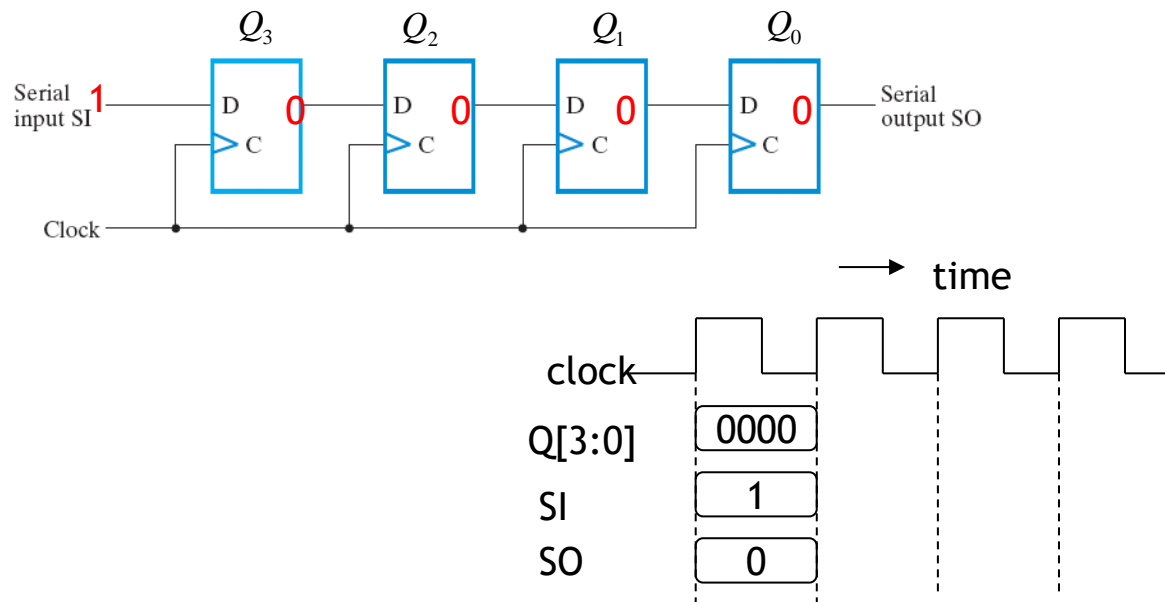 Q3 Q2 Q1 Q0
Serial input SI 1 D 0 D 0 D 0 D 0 Serial output SO
C C C C
Clock
time
clock
Q[3:0] 0000
SI 1
SO 0